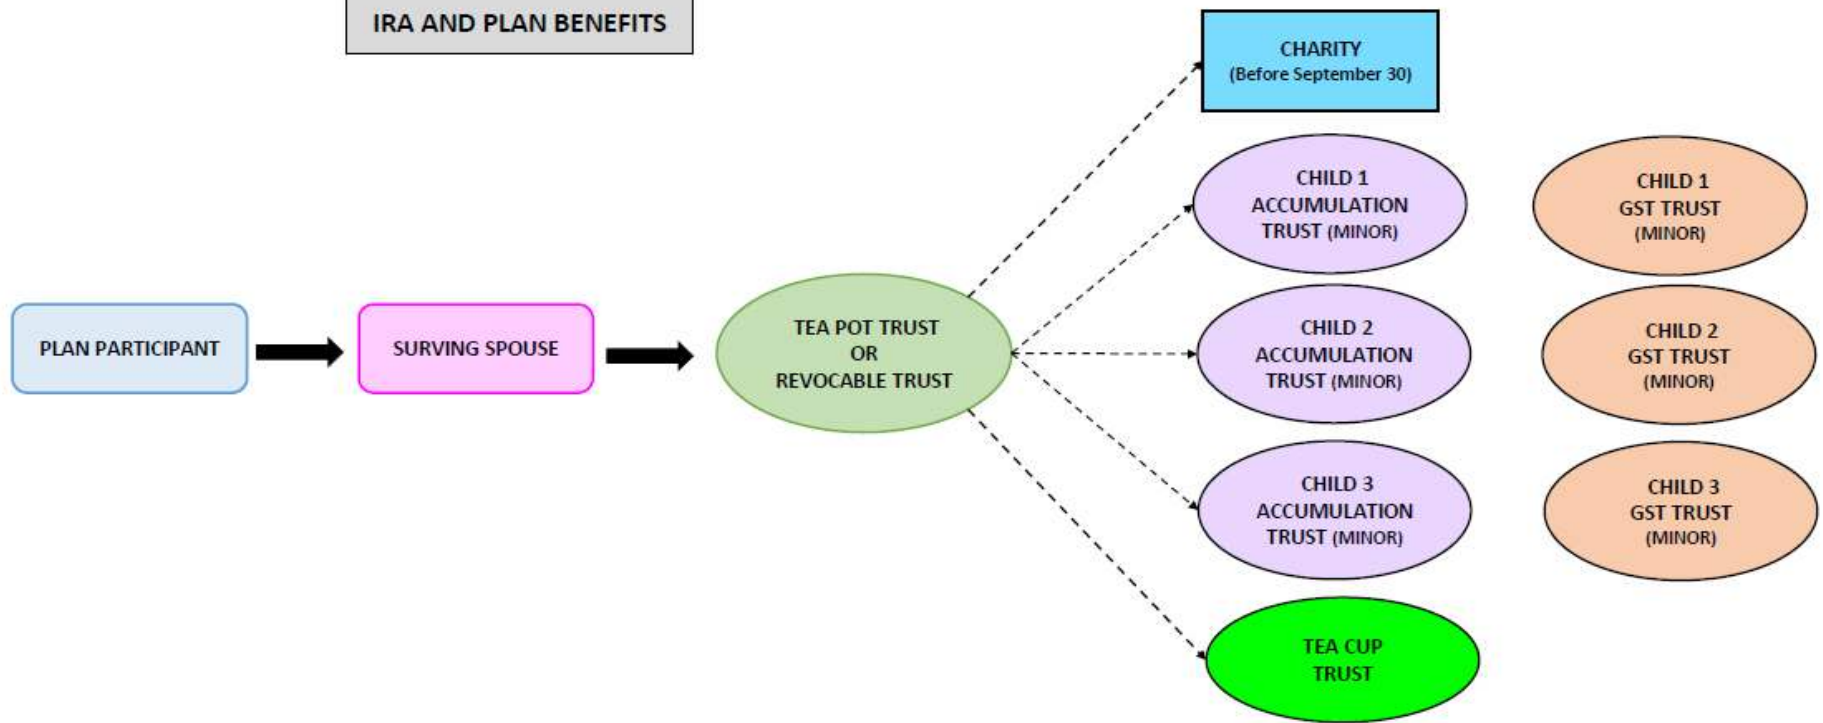 IRA AND PLAN BENEFITS
CHARITY
(Before September 30)
CHILD 1
ACCUMULATION
TRUST (MINOR)
CHILD 1
GST TRUST
(MINOR)
PLAN PARTICIPANT
SURVING SPOUSE
TEA POT TRUST
OR
REVOCABLE TRUST
CHILD 2
ACCUMULATION
TRUST (MINOR)
CHILD 2
GST TRUST
(MINOR)
CHILD 3
ACCUMULATION
TRUST (MINOR)
CHILD 3
GST TRUST
(MINOR)
TEA CUP
TRUST